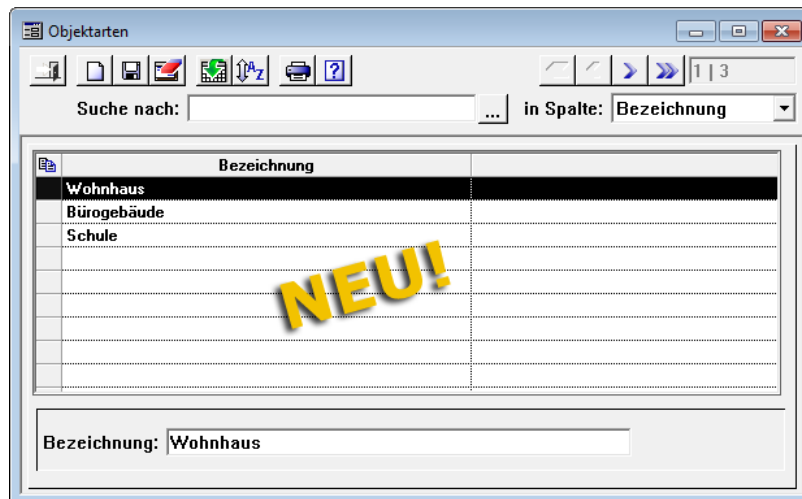 Objektarten
1 | 3
Suche nach: ... in Spalte: Bezeichnung
Bezeichnung
Wohnhaus
Bürogebäude
Schule
NEU!
Bezeichnung: Wohnhaus